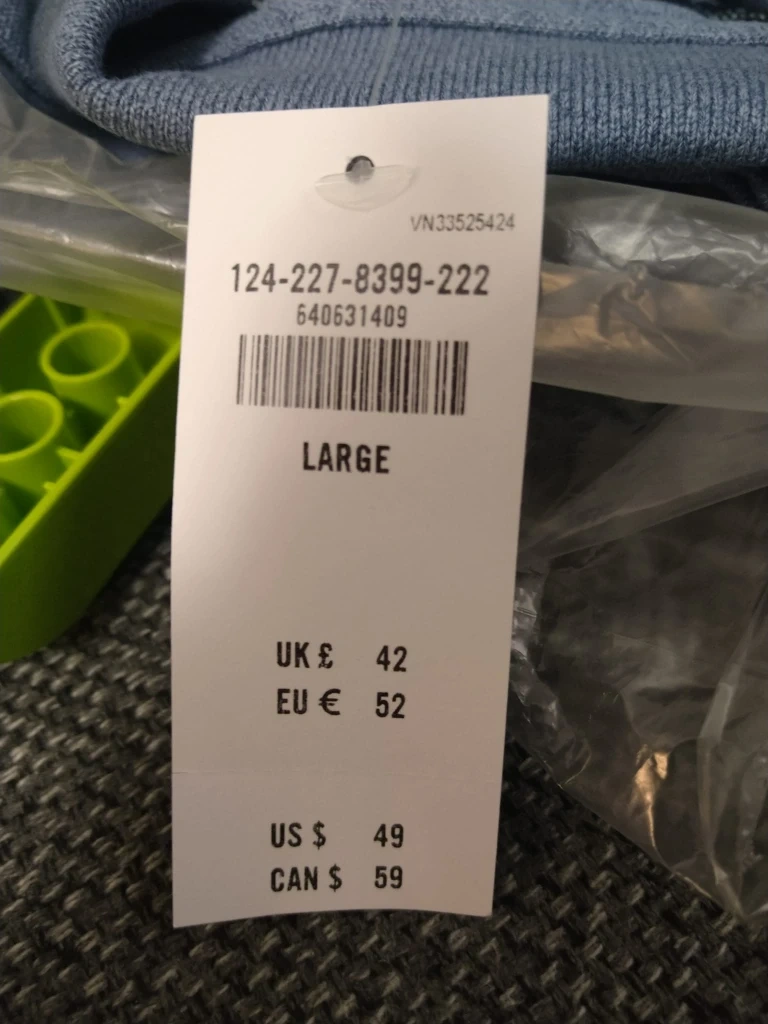 VN33525424
124-227-8399-222
640631409
LARGE
UK £ 42
EU € 52
US $ 49
CAN $ 59